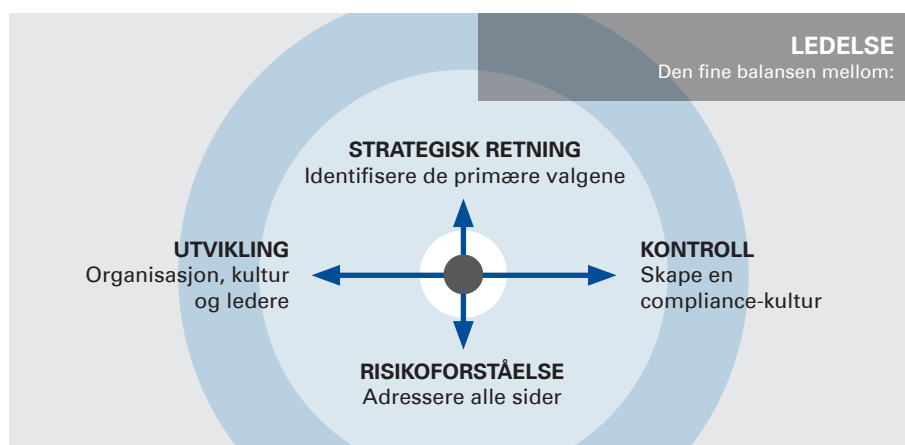 LEDELSE
Den fine balansen mellom:
STRATEGISK RETNING
Identifisere de primære valgene
UTVIKLING
Organisasjon, kultur
og ledere
KONTROLL
Skape en
compliance-kultur
RISIKOFORSTÅELSE
Adressere alle sider